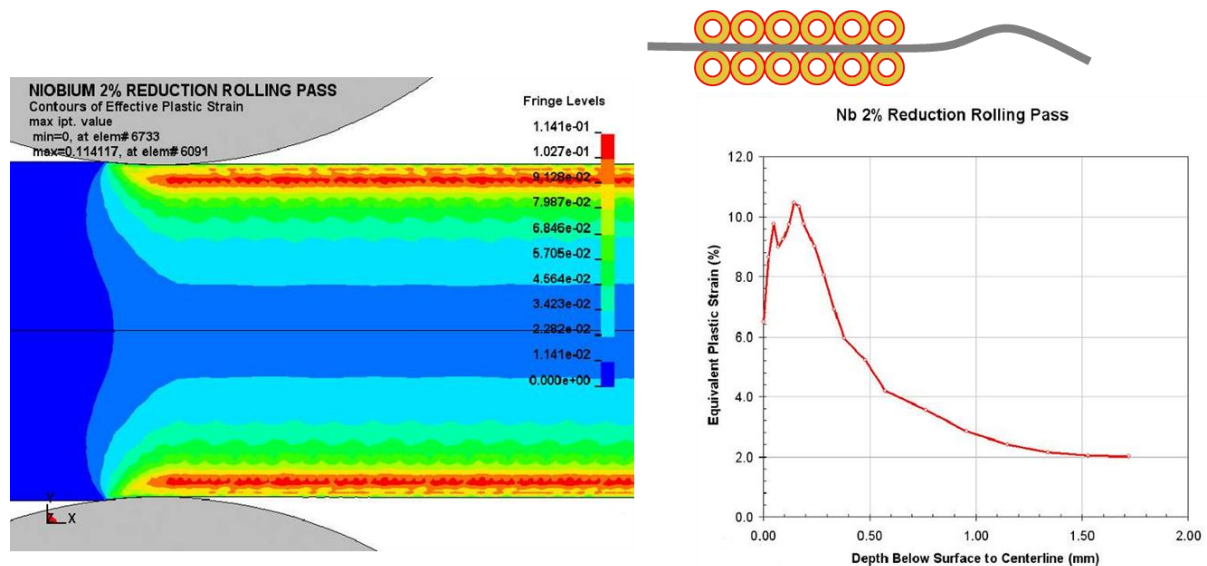 NIOBIUM 2% REDUCTION ROLLING PASS
Contours of Effective Plastic Strain
max ipt. value
min=0, at elem# 6733
max=0.114117, at elem# 6091
Fringe Levels
1.141e-01
1.027e-01
9.128e-02
7.987e-02
6.846e-02
5.705e-02
4.564e-02
3.423e-02
2.282e-02
1.141e-02
0.000e+00
Y
X
Nb 2% Reduction Rolling Pass
Equivalent Plastic Strain (%)
12.0
10.0
8.0
6.0
4.0
2.0
0.0
0.00 0.50 1.00 1.50 2.00
Depth Below Surface to Centerline (mm)